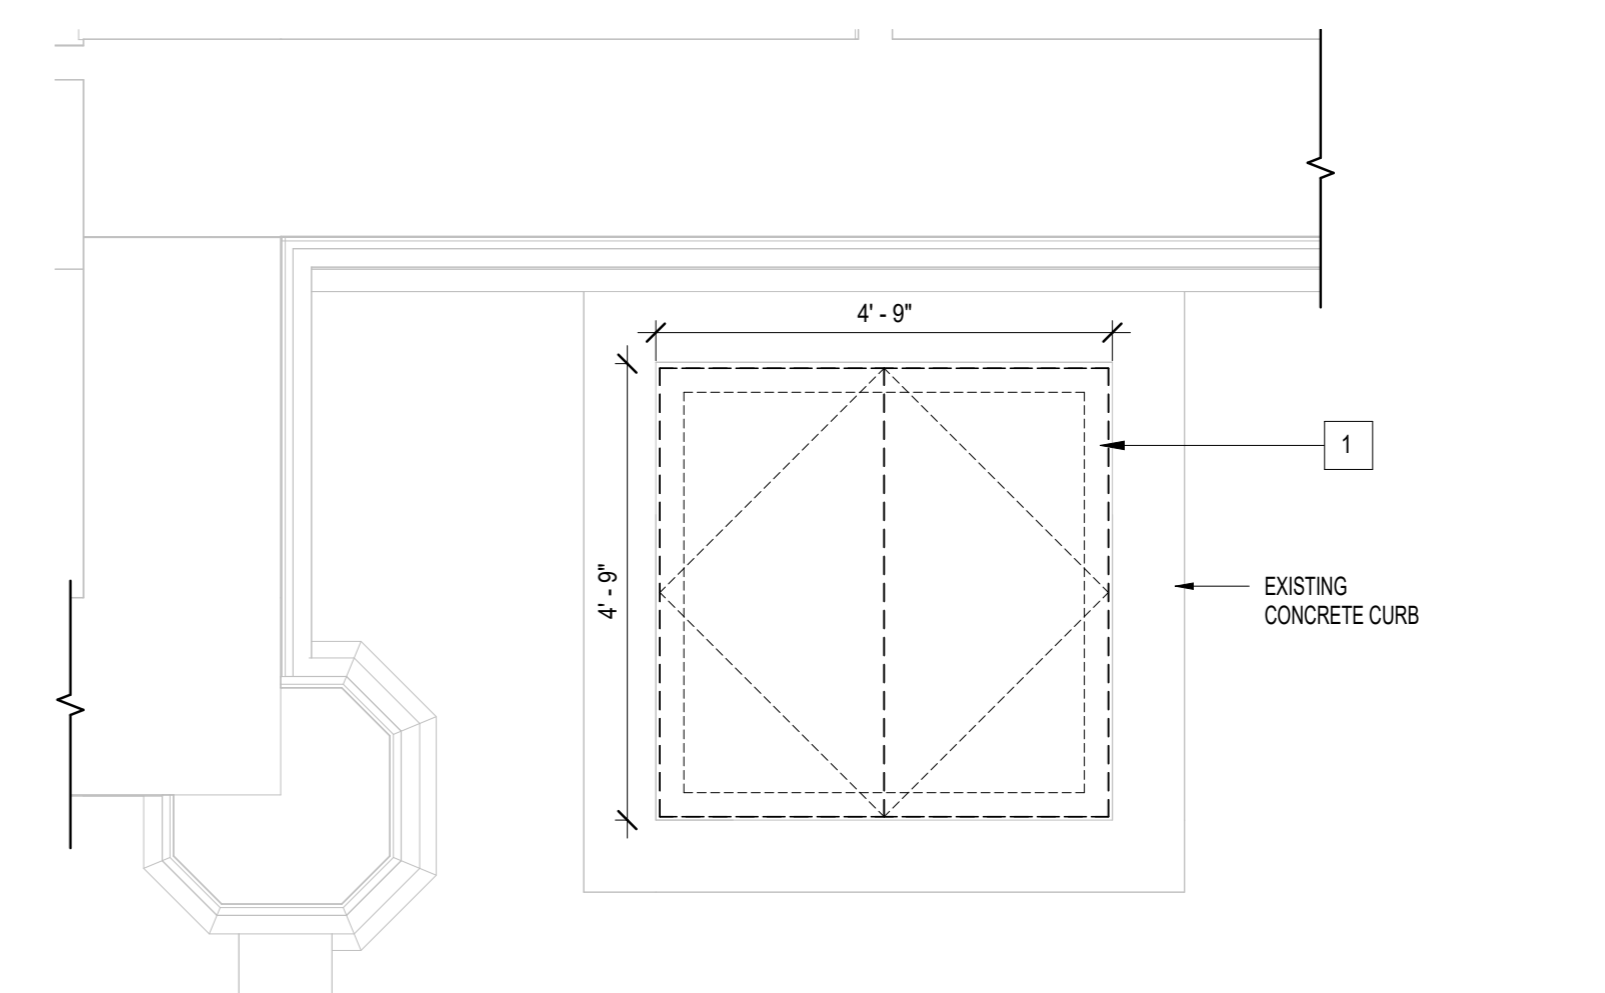 4' - 9"
4' - 9"
1
EXISTING
CONCRETE CURB